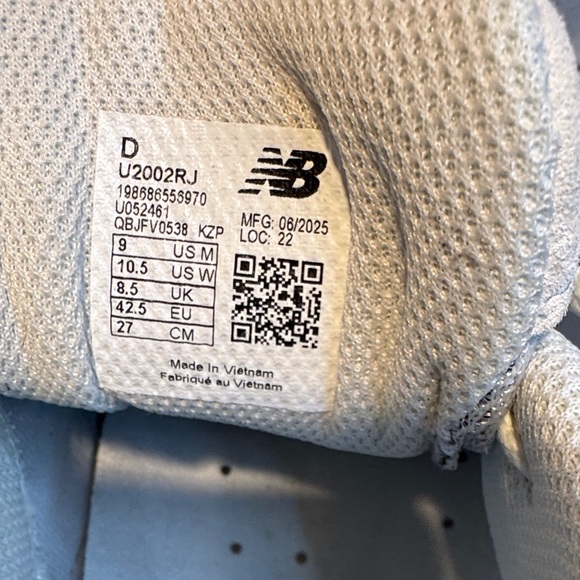 D
U2002RJ
198686556970
U052461
QBJFV0538 KZP
NB
MFG: 06/2025
LOC: 22
9 US M
10.5 US W
8.5 UK
42.5 EU
27 CM
Made In Vietnam
Fabriqué au Vietnam